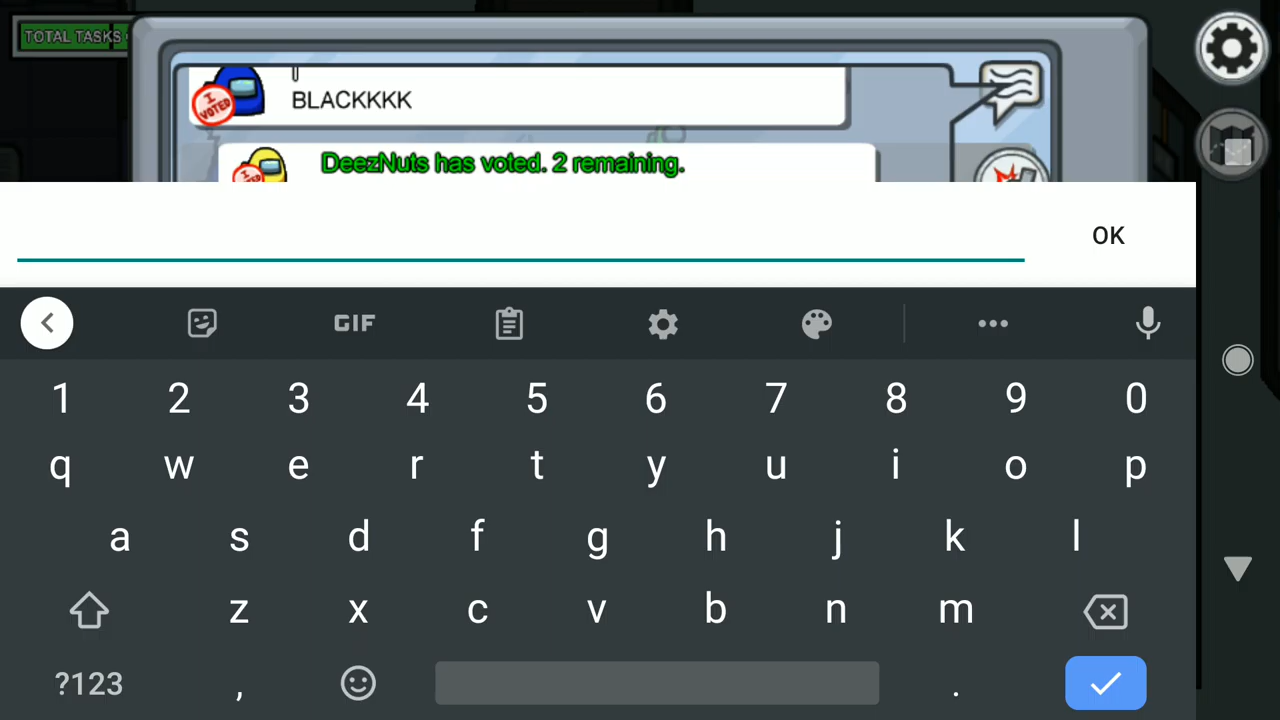 TOTAL TASKS
I VOTED
BLACKKKK
DeezNuts has voted. 2 remaining.
OK
GIF
1 2 3 4 5 6 7 8 9 0
q w e r t y u i o p
a s d f g h j k l
z x c v b n m
?123 , .